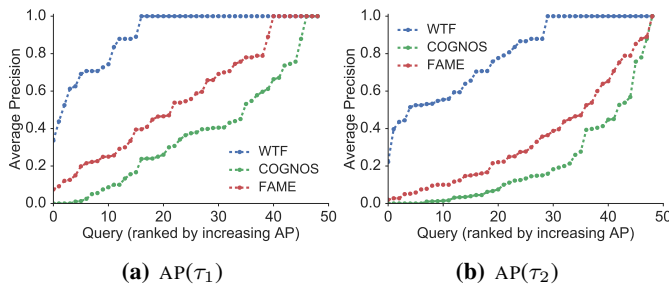 1.0
0.8
0.6
0.4
0.2
0.0
Average Precision
0 10 20 30 40 50
Query (ranked by increasing AP)
WTF
COGNOS
FAME
(a) AP(τ1)
1.0
0.8
0.6
0.4
0.2
0.0
Average Precision
0 10 20 30 40 50
Query (ranked by increasing AP)
WTF
COGNOS
FAME
(b) AP(τ2)